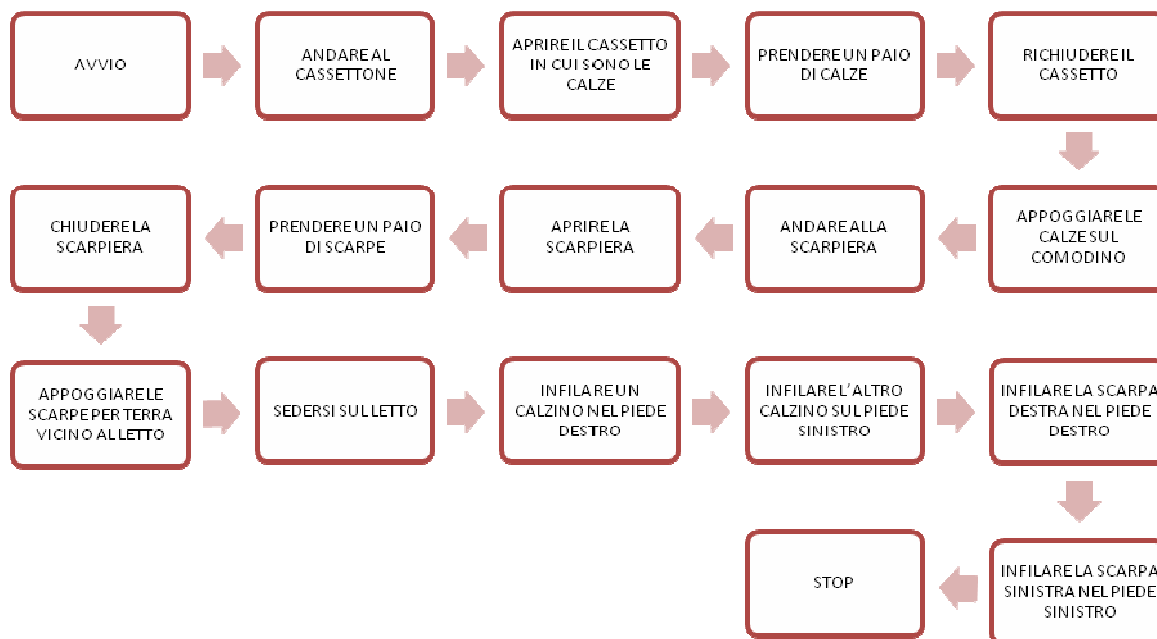 AVVIO
ANDARE AL
CASSETTONE
APRIRE IL CASSETTO
IN CUI SONO LE
CALZE
PRENDERE UN PAIO
DI CALZE
RICHIUDERE IL
CASSETTO
APPOGGIARE LE
CALZE SUL
COMODINO
ANDARE ALLA
SCARPIERA
APRIRE LA
SCARPIERA
PRENDERE UN PAIO
DI SCARPE
CHIUDERE LA
SCARPIERA
APPOGGIARE LE
SCARPE PER TERRA
VICINO AL LETTO
SEDERSI SUL LETTO
INFILARE UN
CALZINO NEL PIEDE
DESTRO
INFILARE L'ALTRO
CALZINO SUL PIEDE
SINISTRO
INFILARE LA SCARPA
DESTRA NEL PIEDE
DESTRO
INFILARE LA SCARPA
SINISTRA NEL PIEDE
SINISTRO
STOP